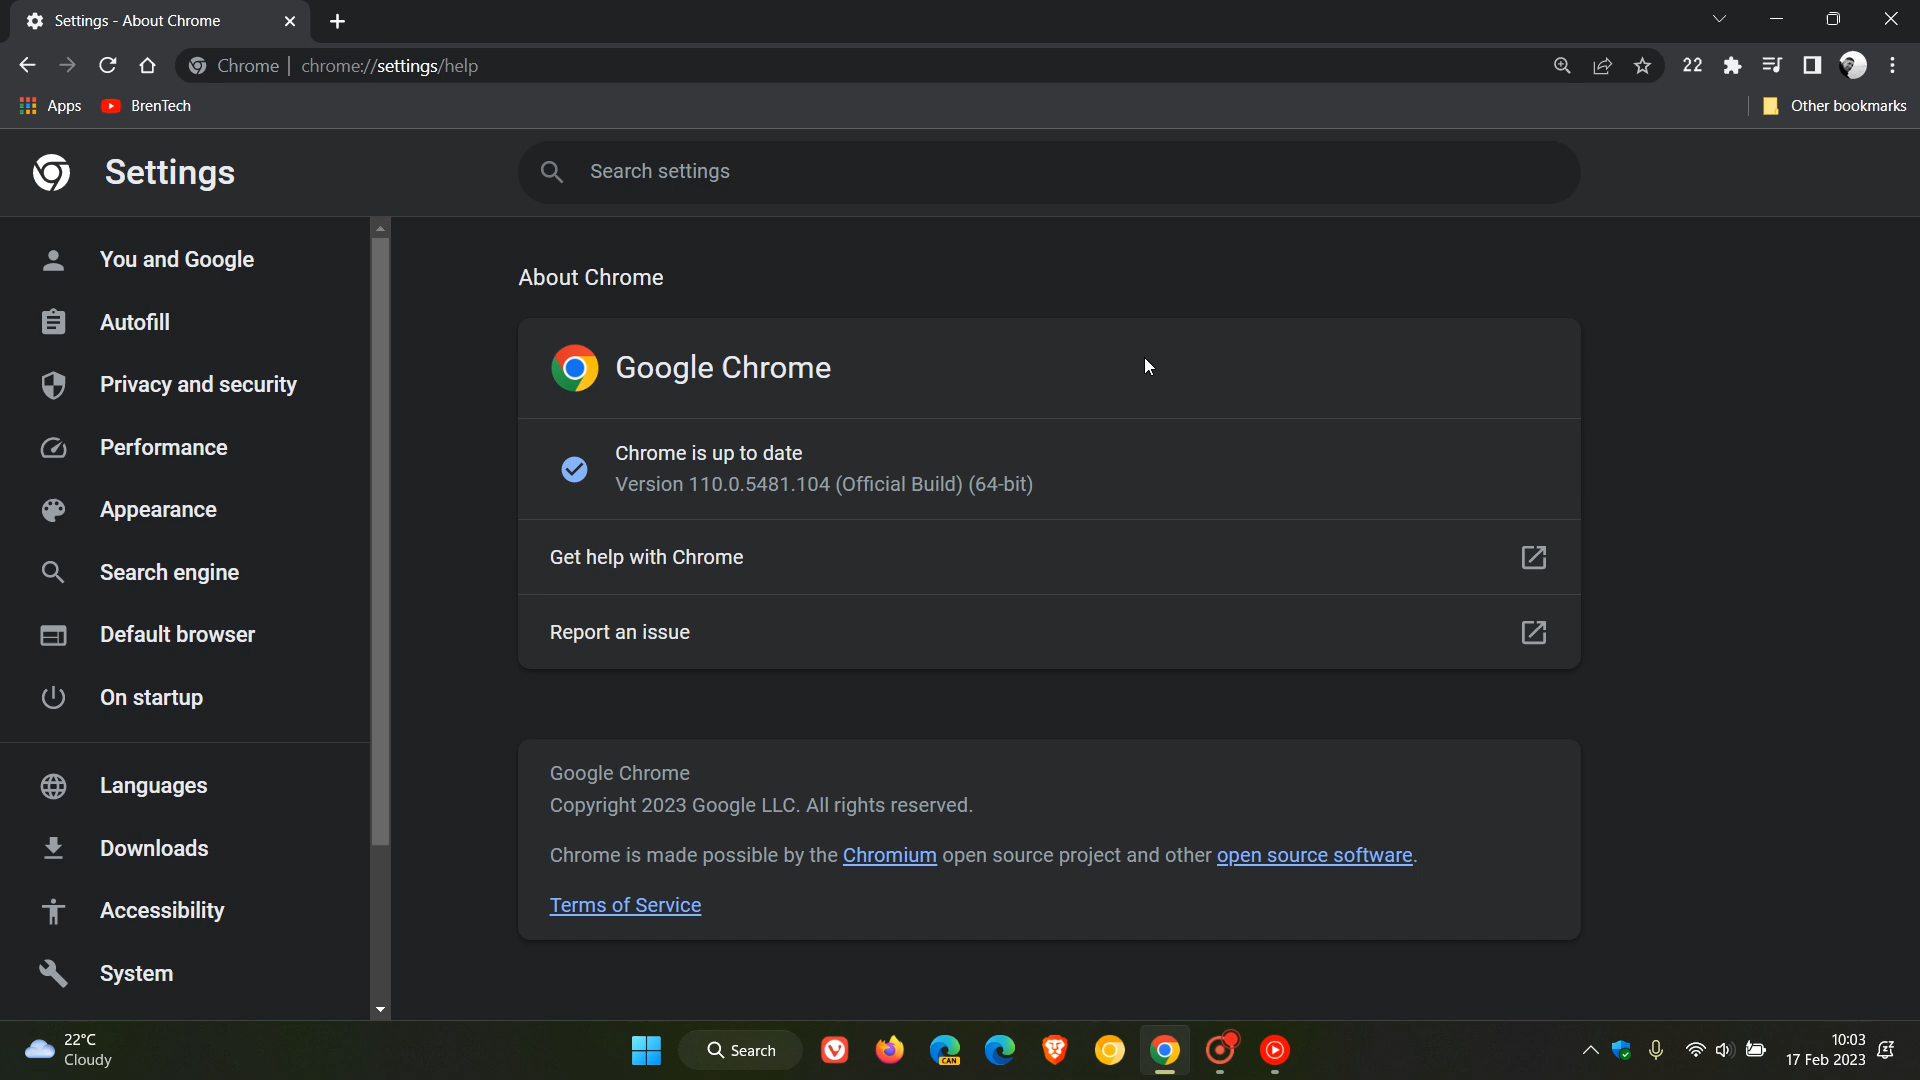 Settings - About Chrome
Chrome | chrome://settings/help
22
Apps
BrenTech
Other bookmarks
Settings
Search settings
You and Google
Autofill
Privacy and security
Performance
Appearance
Search engine
Default browser
On startup
Languages
Downloads
Accessibility
System
About Chrome
Google Chrome
Chrome is up to date
Version 110.0.5481.104 (Official Build) (64-bit)
Get help with Chrome
Report an issue
Google Chrome
Copyright 2023 Google LLC. All rights reserved.
Chrome is made possible by the Chromium open source project and other open source software.
Terms of Service
22°C
Cloudy
Search
CAN
10:03
17 Feb 2023